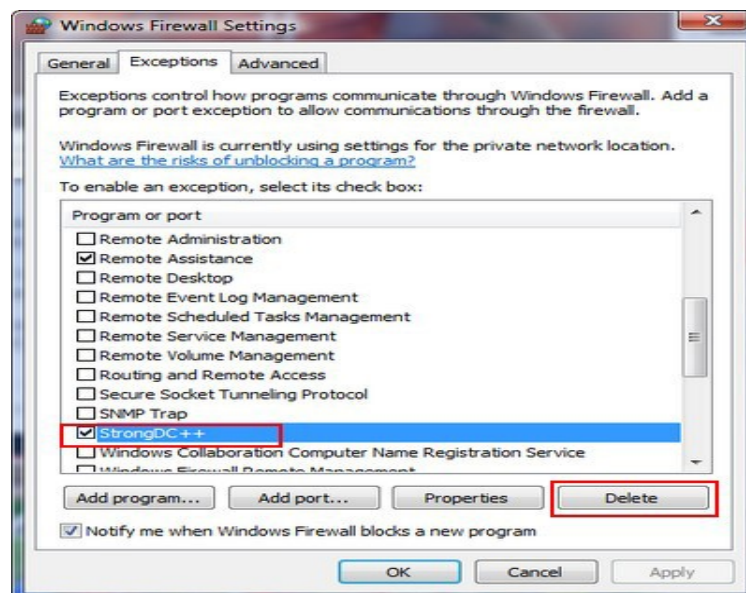 Windows Firewall Settings
General Exceptions Advanced
Exceptions control how programs communicate through Windows Firewall. Add a
program or port exception to allow communications through the firewall.
Windows Firewall is currently using settings for the private network location.
What are the risks of unblocking a program?
To enable an exception, select its check box:
Program or port
Remote Administration
Remote Assistance
Remote Desktop
Remote Event Log Management
Remote Scheduled Tasks Management
Remote Service Management
Remote Volume Management
Routing and Remote Access
Secure Socket Tunneling Protocol
SNMP Trap
StrongDC++
Windows Collaboration Computer Name Registration Service
Windows Firewall Remote Management
Add program... Add port... Properties Delete
Notify me when Windows Firewall blocks a new program
OK Cancel Apply